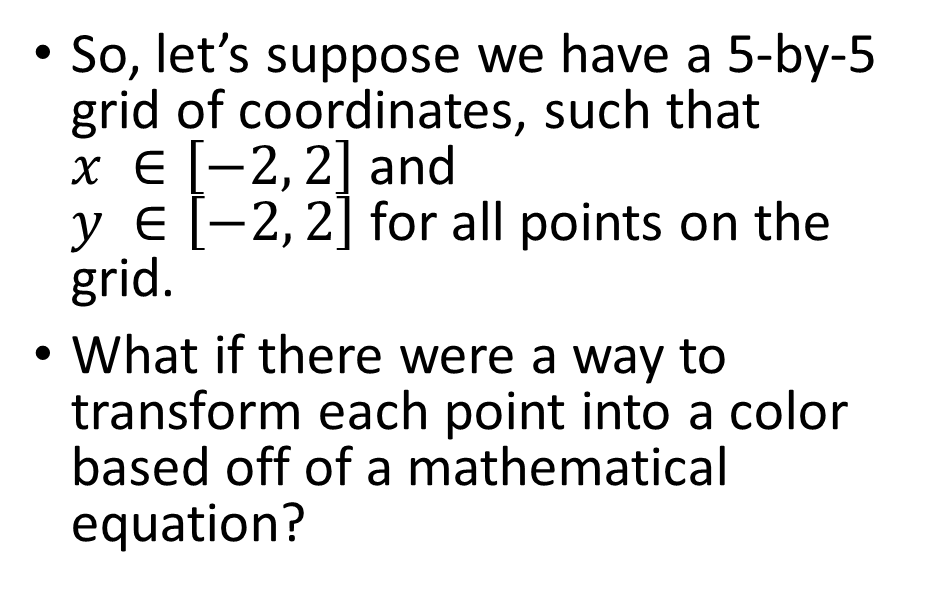 • So, let’s suppose we have a 5-by-5
grid of coordinates, such that
x ∈ [−2, 2] and
y ∈ [−2, 2] for all points on the
grid.
• What if there were a way to
transform each point into a color
based off of a mathematical
equation?